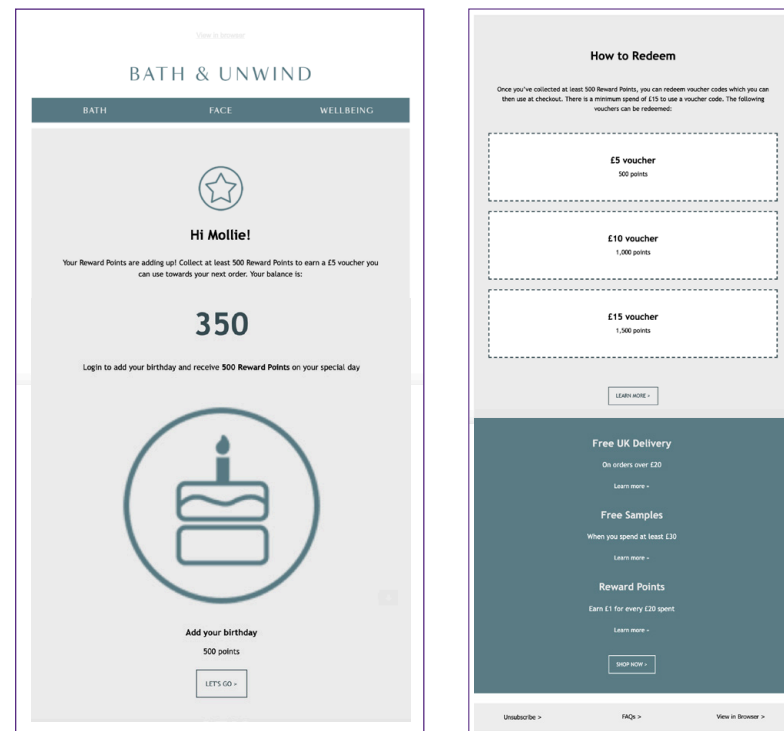 View in browser
BATH & UNWIND
BATH FACE WELLBEING
Hi Mollie!
Your Reward Points are adding up! Collect at least 500 Reward Points to earn a £5 voucher you
can use towards your next order. Your balance is:
350
Login to add your birthday and receive 500 Reward Points on your special day
Add your birthday
500 points
LET'S GO >
How to Redeem
Once you've collected at least 500 Reward Points, you can redeem voucher codes which you can
then use at checkout. There is a minimum spend of £15 to use a voucher code. The following
vouchers can be redeemed:
£5 voucher
500 points
£10 voucher
1,000 points
£15 voucher
1,500 points
LEARN MORE >
Free UK Delivery
On orders over £20
Learn more >
Free Samples
When you spend at least £30
Learn more >
Reward Points
Earn £1 for every £20 spent
Learn more >
SHOP NOW >
Unsubscribe > FAQs > View in Browser >